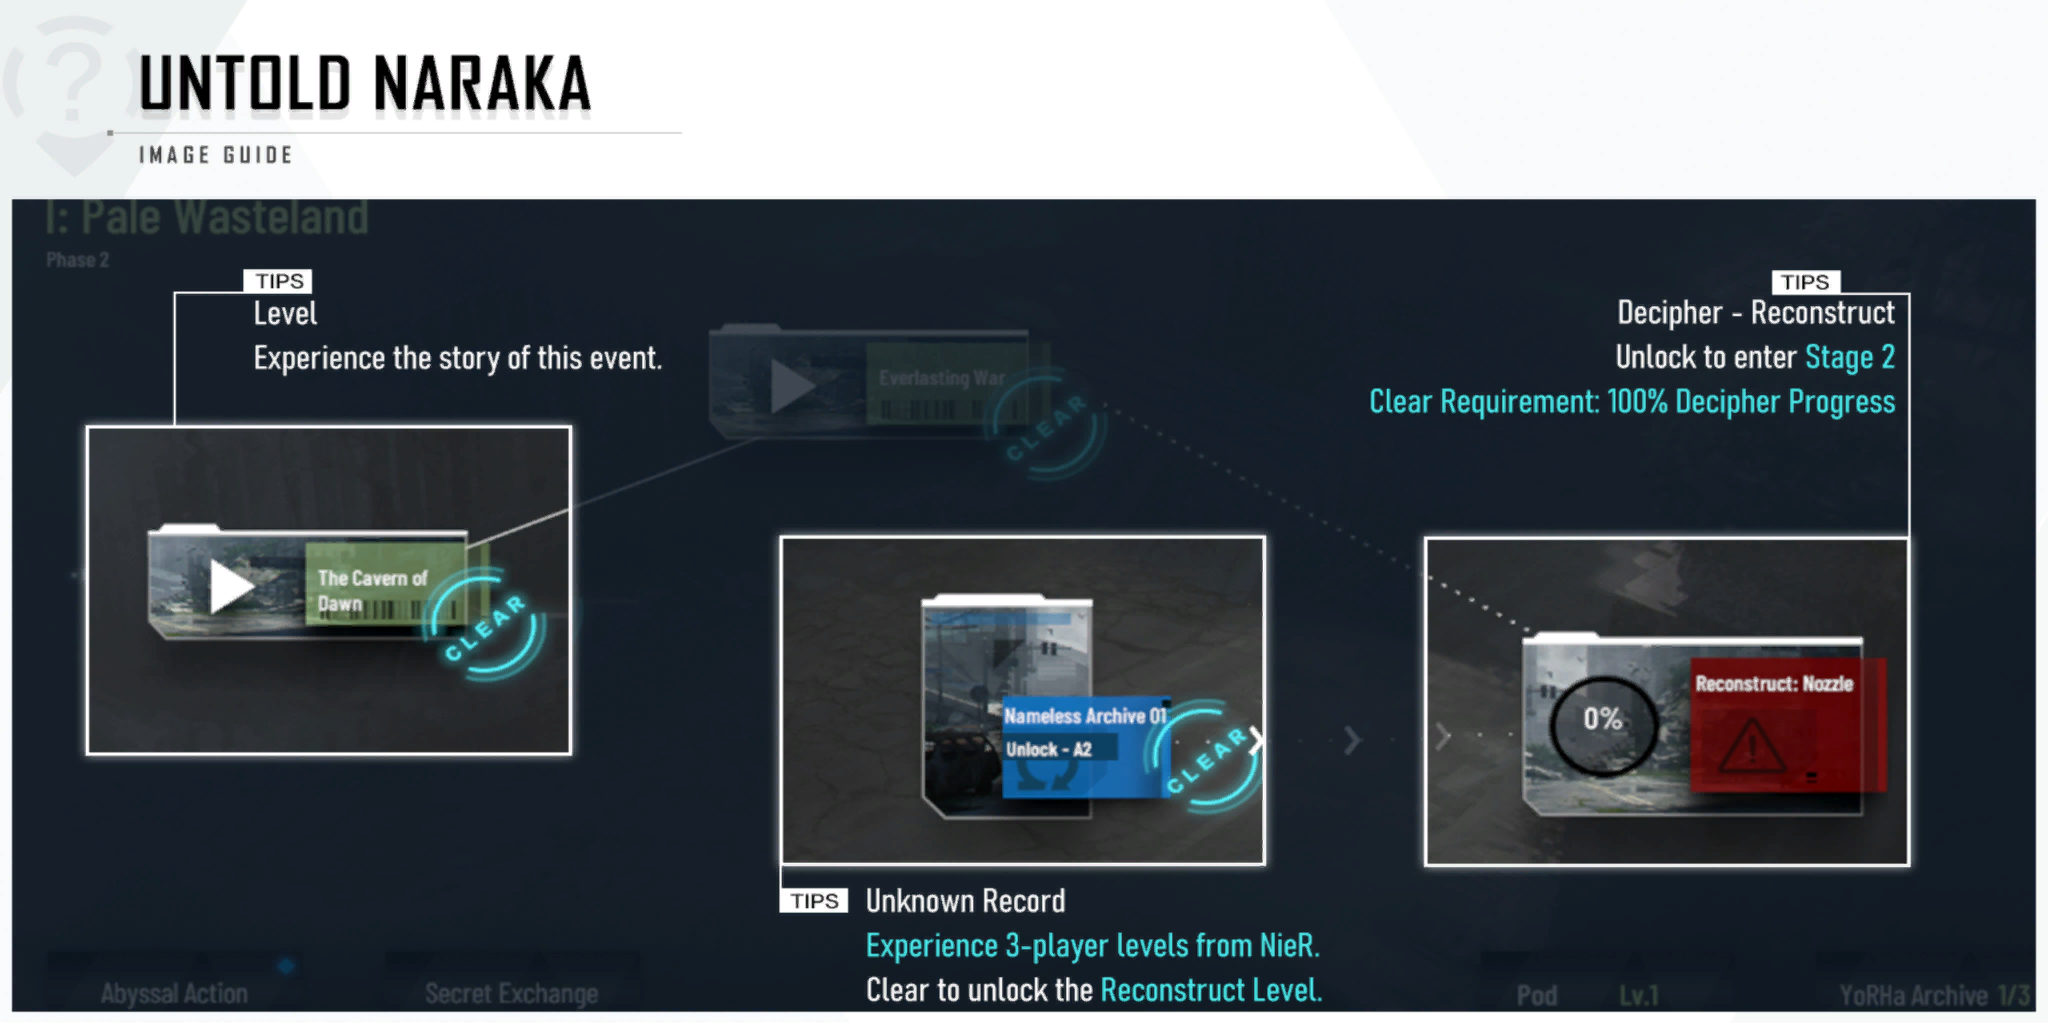 UNTOLD NARAKA
IMAGE GUIDE
I: Pale Wasteland
Phase 2
TIPS
Level
Experience the story of this event.
TIPS
Decipher - Reconstruct
Unlock to enter Stage 2
Clear Requirement: 100% Decipher Progress
Everlasting War
CLEAR
The Cavern of
Dawn
CLEAR
Nameless Archive 01
Unlock - A2
CLEAR
0%
Reconstruct: Nozzle
TIPS
Unknown Record
Experience 3-player levels from NieR.
Clear to unlock the Reconstruct Level.
Abyssal Action
Secret Exchange
Pod Lv.1
YoRHa Archive 1/3